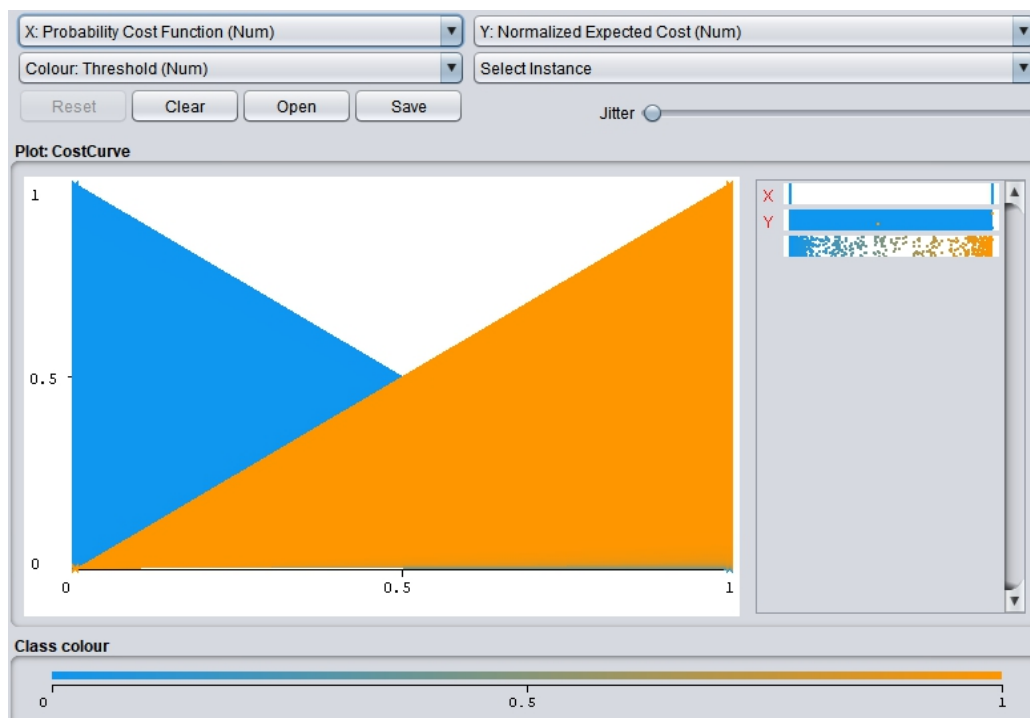 X: Probability Cost Function (Num) Y: Normalized Expected Cost (Num)
Colour: Threshold (Num) Select Instance
Reset Clear Open Save Jitter
Plot: CostCurve
1
0.5
0
0 0.5 1
X
Y
Class colour
0 0.5 1